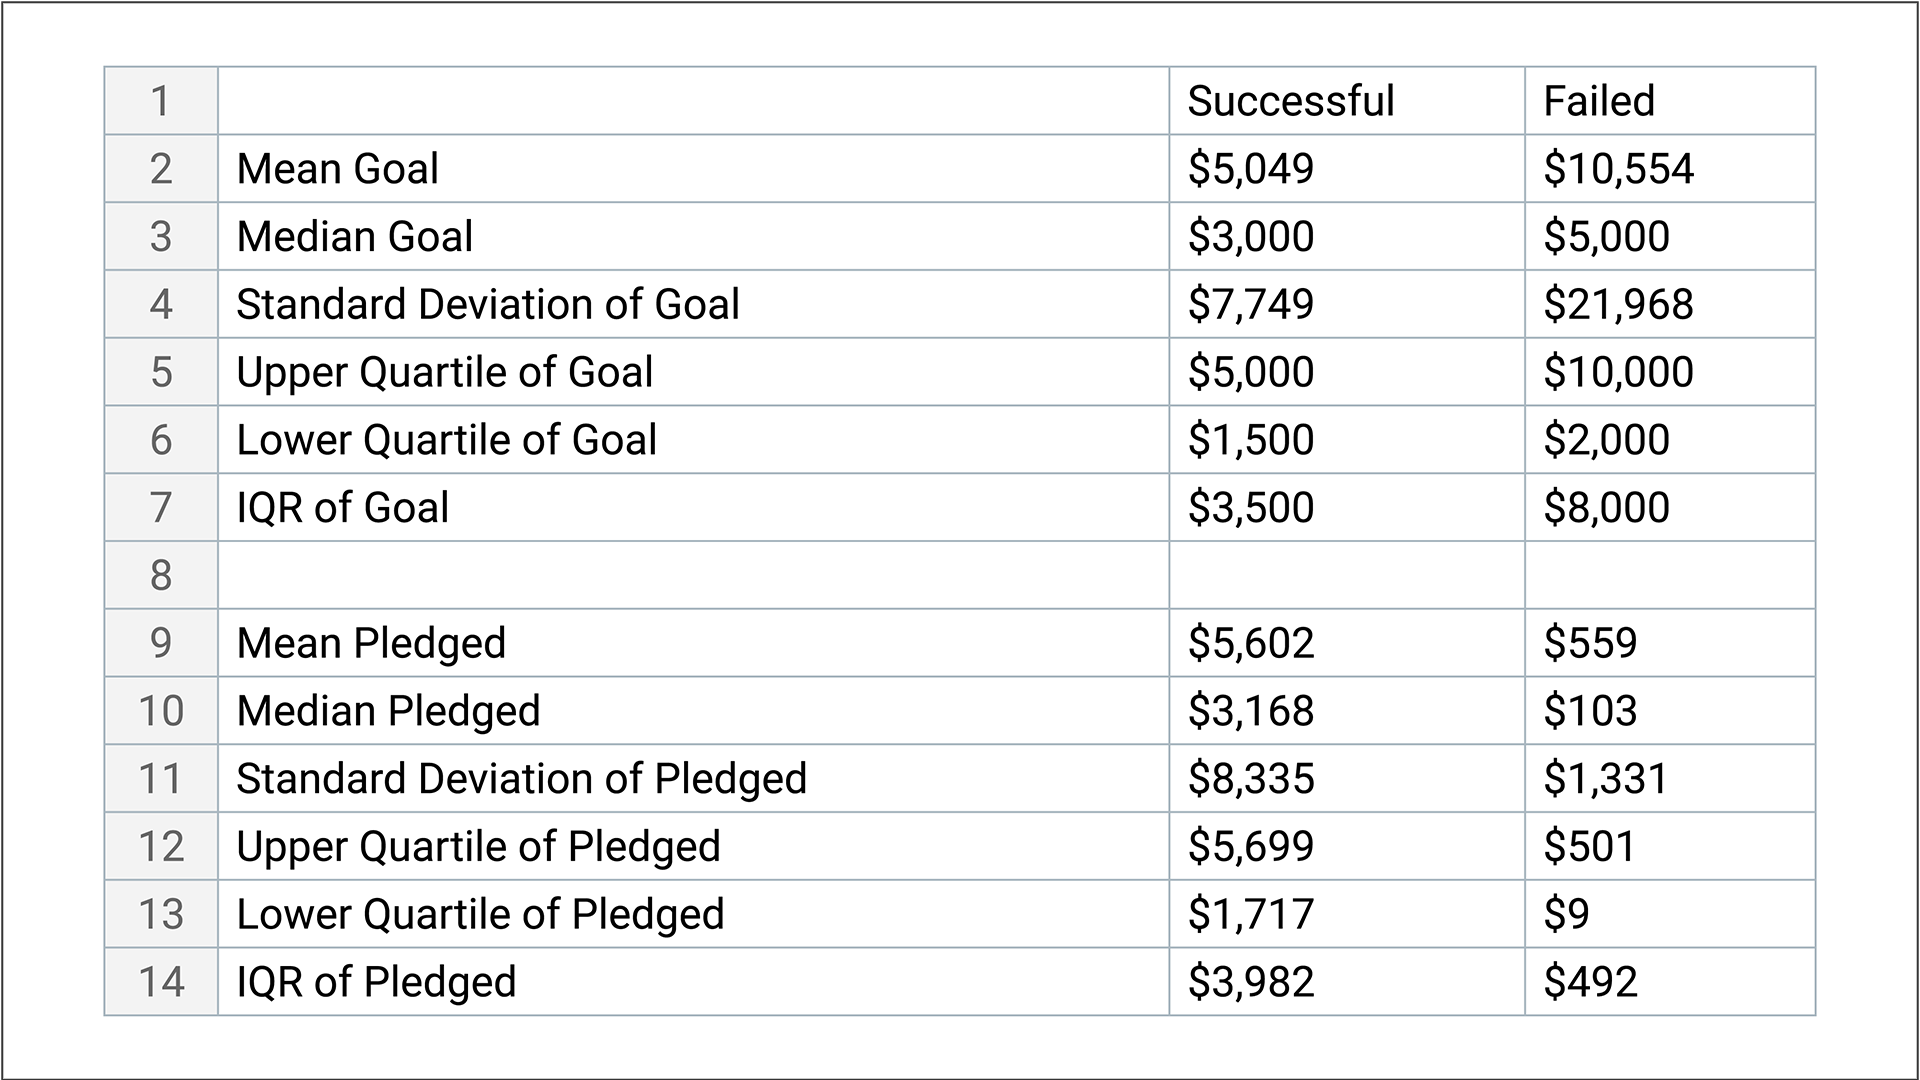 1 Successful Failed
2 Mean Goal $5,049 $10,554
3 Median Goal $3,000 $5,000
4 Standard Deviation of Goal $7,749 $21,968
5 Upper Quartile of Goal $5,000 $10,000
6 Lower Quartile of Goal $1,500 $2,000
7 IQR of Goal $3,500 $8,000
8
9 Mean Pledged $5,602 $559
10 Median Pledged $3,168 $103
11 Standard Deviation of Pledged $8,335 $1,331
12 Upper Quartile of Pledged $5,699 $501
13 Lower Quartile of Pledged $1,717 $9
14 IQR of Pledged $3,982 $492